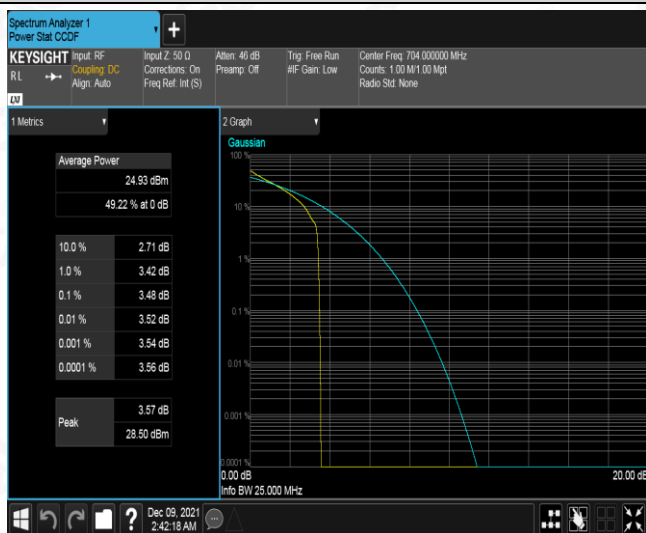 Spectrum Analyzer 1
Power Stat CCDF
KEYSIGHT
RL
LXI
Input: RF
Coupling: DC
Align: Auto
Input Z: 50 Ω
Corrections: On
Freq Ref: Int (S)
Atten: 46 dB
Preamp: Off
Trig: Free Run
#IF Gain: Low
Center Freq: 704.000000 MHz
Counts: 1.00 M/1.00 Mpt
Radio Std: None
1 Metrics
Average Power
24.93 dBm
49.22 % at 0 dB
10.0 % 2.71 dB
1.0 % 3.42 dB
0.1 % 3.48 dB
0.01 % 3.52 dB
0.001 % 3.54 dB
0.0001 % 3.56 dB
Peak
3.57 dB
28.50 dBm
2 Graph
Gaussian
100 %
10 %
1 %
0.1 %
0.01 %
0.001 %
0.0001 %
0.00 dB 20.00 dB
Info BW 25.000 MHz
?
Dec 09, 2021
2:42:18 AM